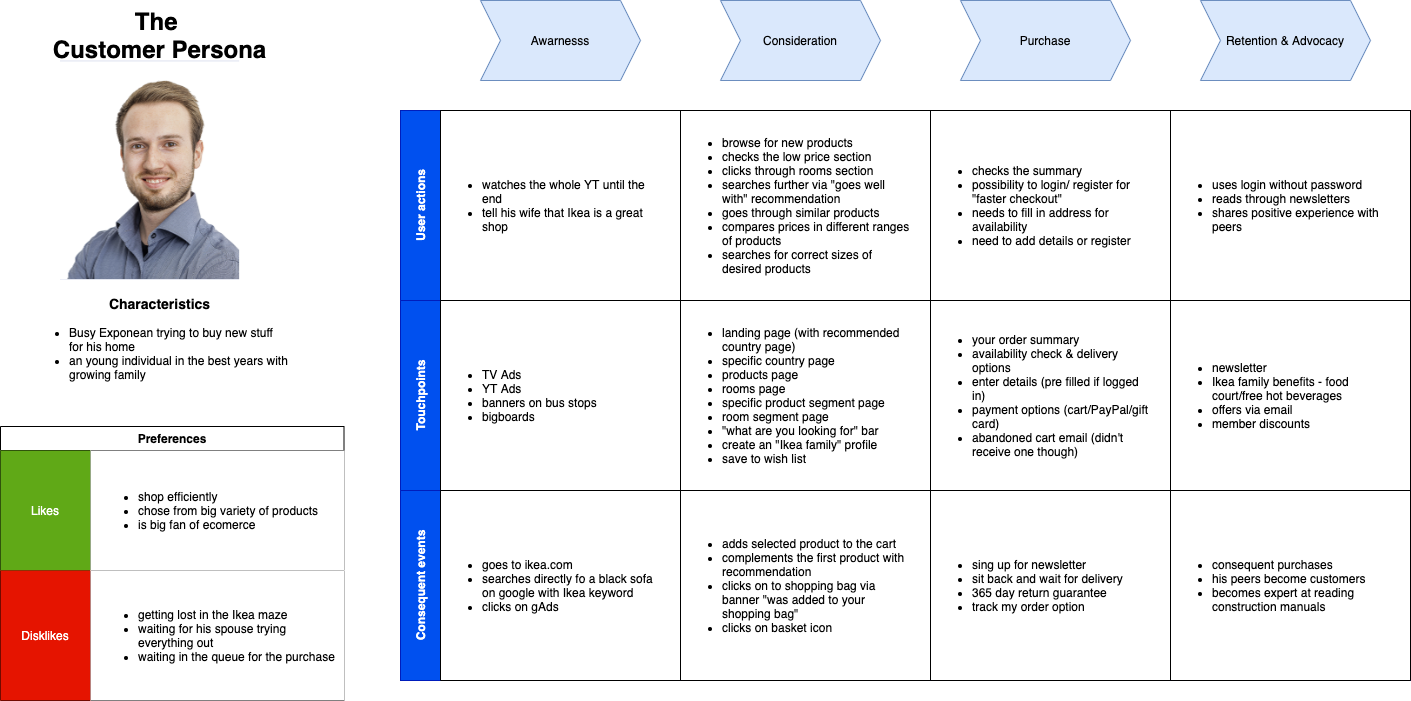 The
Customer Persona
Characteristics
Busy Exponean trying to buy new stuff
for his home
an young individual in the best years with
growing family
Preferences
Likes
shop efficiently
chose from big variety of products
is big fan of ecomerce
Disklikes
getting lost in the Ikea maze
waiting for his spouse trying
everything out
waiting in the queue for the purchase
Awarnesss
Consideration
Purchase
Retention & Advocacy
User actions
watches the whole YT until the
end
tell his wife that Ikea is a great
shop
browse for new products
checks the low price section
clicks through rooms section
searches further via "goes well
with" recommendation
goes through similar products
compares prices in different ranges
of products
searches for correct sizes of
desired products
checks the summary
possibility to login/ register for
"faster checkout"
needs to fill in address for
availability
need to add details or register
uses login without password
reads through newsletters
shares positive experience with
peers
Touchpoints
TV Ads
YT Ads
banners on bus stops
bigboards
landing page (with recommended
country page)
specific country page
products page
rooms page
specific product segment page
room segment page
"what are you looking for" bar
create an "Ikea family" profile
save to wish list
your order summary
availability check & delivery
options
enter details (pre filled if logged
in)
payment options (cart/PayPal/gift
card)
abandoned cart email (didn't
receive one though)
newsletter
Ikea family benefits - food
court/free hot beverages
offers via email
member discounts
Consequent events
goes to ikea.com
searches directly fo a black sofa
on google with Ikea keyword
clicks on gAds
adds selected product to the cart
complements the first product with
recommendation
clicks on to shopping bag via
banner "was added to your
shopping bag"
clicks on basket icon
sing up for newsletter
sit back and wait for delivery
365 day return guarantee
track my order option
consequent purchases
his peers become customers
becomes expert at reading
construction manuals